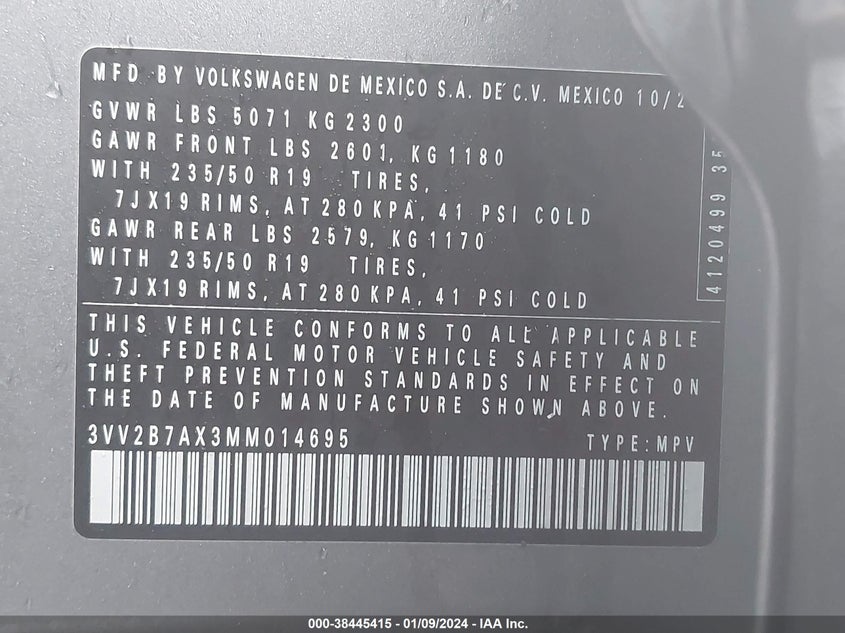 MFD BY VOLKSWAGEN DE MEXICO S.A. DE C.V. MEXICO 10/2
GVWR LBS 5071 KG 2300
GAWR FRONT LBS 2601, KG 1180
WITH 235/50 R19 TIRES,
7JX19 RIMS, AT 280 KPA, 41 PSI COLD
GAWR REAR LBS 2579, KG 1170
WITH 235/50 R19 TIRES,
7JX19 RIMS, AT 280 KPA, 41 PSI COLD
4120499 35
THIS VEHICLE CONFORMS TO ALL APPLICABLE
U.S. FEDERAL MOTOR VEHICLE SAFETY AND
THEFT PREVENTION STANDARDS IN EFFECT ON
THE DATE OF MANUFACTURE SHOWN ABOVE.
3VV2B7AX3MM014695 TYPE: MPV
000-38445415 - 01/09/2024 - IAA Inc.